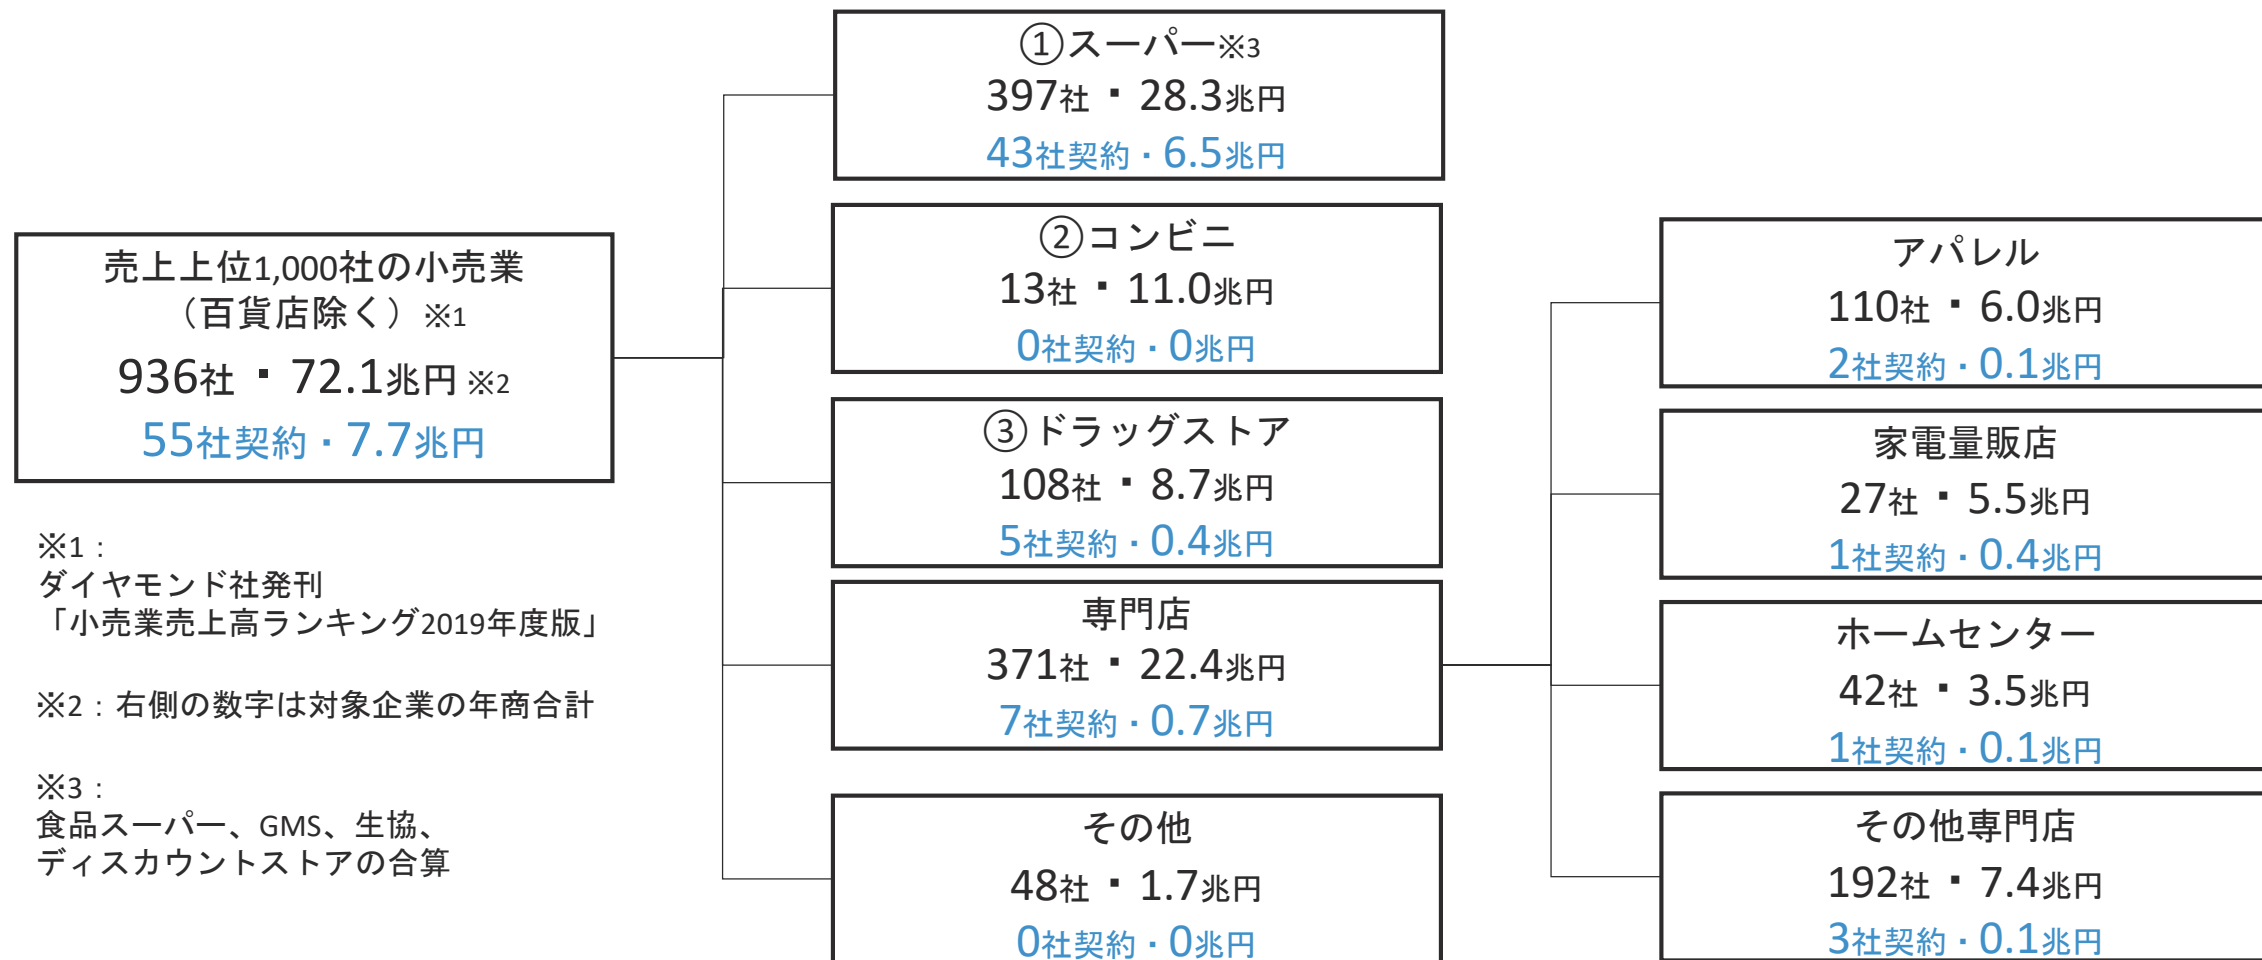 売上上位1,000社の小売業
（百貨店除く）※1
936社・72.1兆円※2
55社契約・7.7兆円
※1：
ダイヤモンド社発刊
「小売業売上高ランキング2019年度版」
※2：右側の数字は対象企業の年商合計
※3：
食品スーパー、GMS、生協、
ディスカウントストアの合算
①スーパー※3
397社・28.3兆円
43社契約・6.5兆円
②コンビニ
13社・11.0兆円
0社契約・0兆円
③ドラッグストア
108社・8.7兆円
5社契約・0.4兆円
専門店
371社・22.4兆円
7社契約・0.7兆円
その他
48社・1.7兆円
0社契約・0兆円
アパレル
110社・6.0兆円
2社契約・0.1兆円
家電量販店
27社・5.5兆円
1社契約・0.4兆円
ホームセンター
42社・3.5兆円
1社契約・0.1兆円
その他専門店
192社・7.4兆円
3社契約・0.1兆円